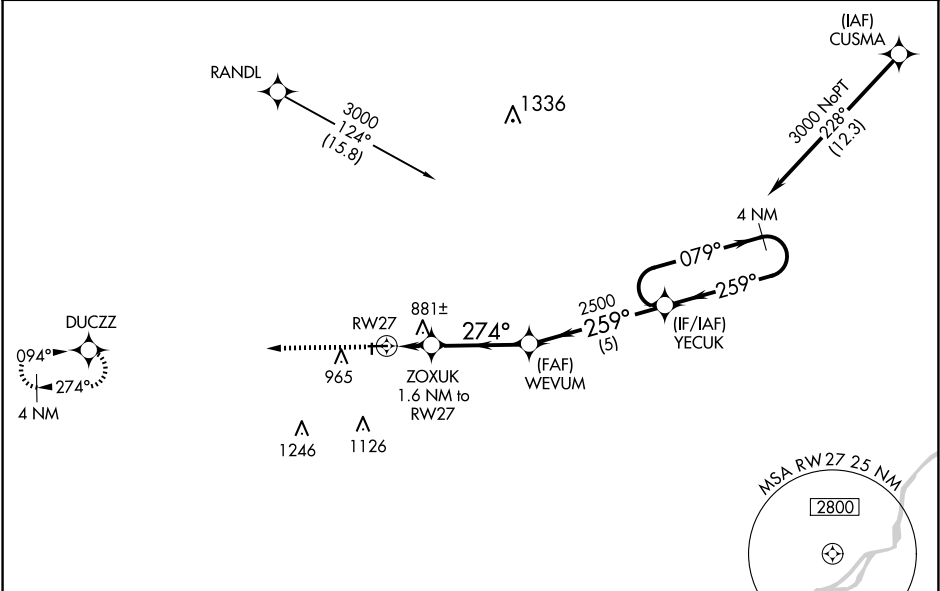 (IAF)
CUSMA
RANDL
3000
124°
(15.8)
1336
3000 NoPT
228°
(12.3)
4 NM
079°
259°
2500
259°
(5)
(IF/IAF)
YECUK
881±
DUCZZ
RW27
274°
094°
274°
4 NM
965
ZOXUK
1.6 NM to
RW27
(FAF)
WEVUM
1246
1126
MSA RW27 25 NM
2800